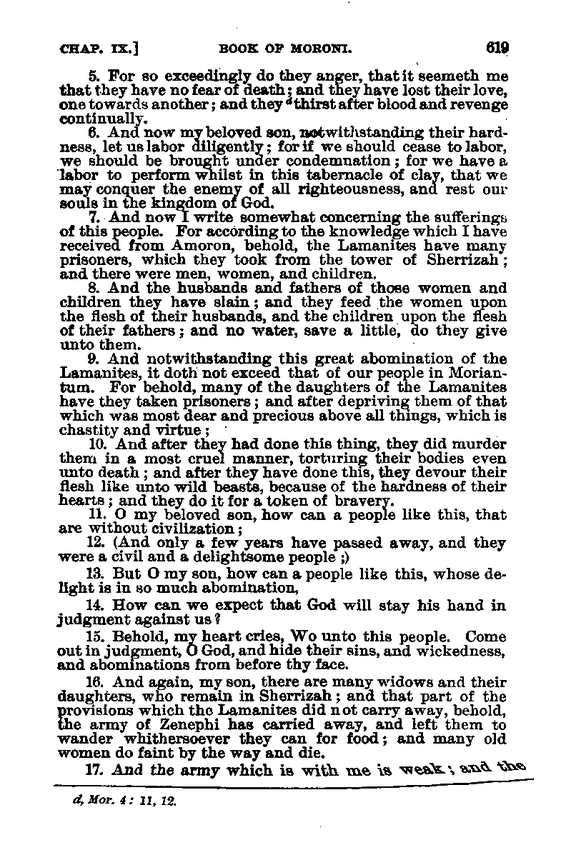 CHAP. IX.] BOOK OF MORONI. 619
5. For so exceedingly do they anger, that it seemeth me
that they have no fear of death; and they have lost their love,
one towards another; and they d thirst after blood and revenge
continually.
6. And now my beloved son, notwithstanding their hard-
ness, let us labor diligently; for if we should cease to labor,
we should be brought under condemnation; for we have a
labor to perform whilst in this tabernacle of clay, that we
may conquer the enemy of all righteousness, and rest our
souls in the kingdom of God.
7. And now I write somewhat concerning the sufferings
of this people. For according to the knowledge which I have
received from Amoron, behold, the Lamanites have many
prisoners, which they took from the tower of Sherrizah;
and there were men, women, and children.
8. And the husbands and fathers of those women and
children they have slain; and they feed the women upon
the flesh of their husbands, and the children upon the flesh
of their fathers; and no water, save a little, do they give
unto them.
9. And notwithstanding this great abomination of the
Lamanites, it doth not exceed that of our people in Morian-
tum. For behold, many of the daughters of the Lamanites
have they taken prisoners; and after depriving them of that
which was most dear and precious above all things, which is
chastity and virtue;
10. And after they had done this thing, they did murder
them in a most cruel manner, torturing their bodies even
unto death; and after they have done this, they devour their
flesh like unto wild beasts, because of the hardness of their
hearts; and they do it for a token of bravery.
11. O my beloved son, how can a people like this, that
are without civilization;
12. (And only a few years have passed away, and they
were a civil and a delightsome people;)
13. But O my son, how can a people like this, whose de-
light is in so much abomination,
14. How can we expect that God will stay his hand in
judgment against us?
15. Behold, my heart cries, Wo unto this people. Come
out in judgment, O God, and hide their sins, and wickedness,
and abominations from before thy face.
16. And again, my son, there are many widows and their
daughters, who remain in Sherrizah; and that part of the
provisions which the Lamanites did not carry away, behold,
the army of Zenephi has carried away, and left them to
wander whithersoever they can for food; and many old
women do faint by the way and die.
17. And the army which is with me is weak; and the
d, Mor. 4: 11, 12.